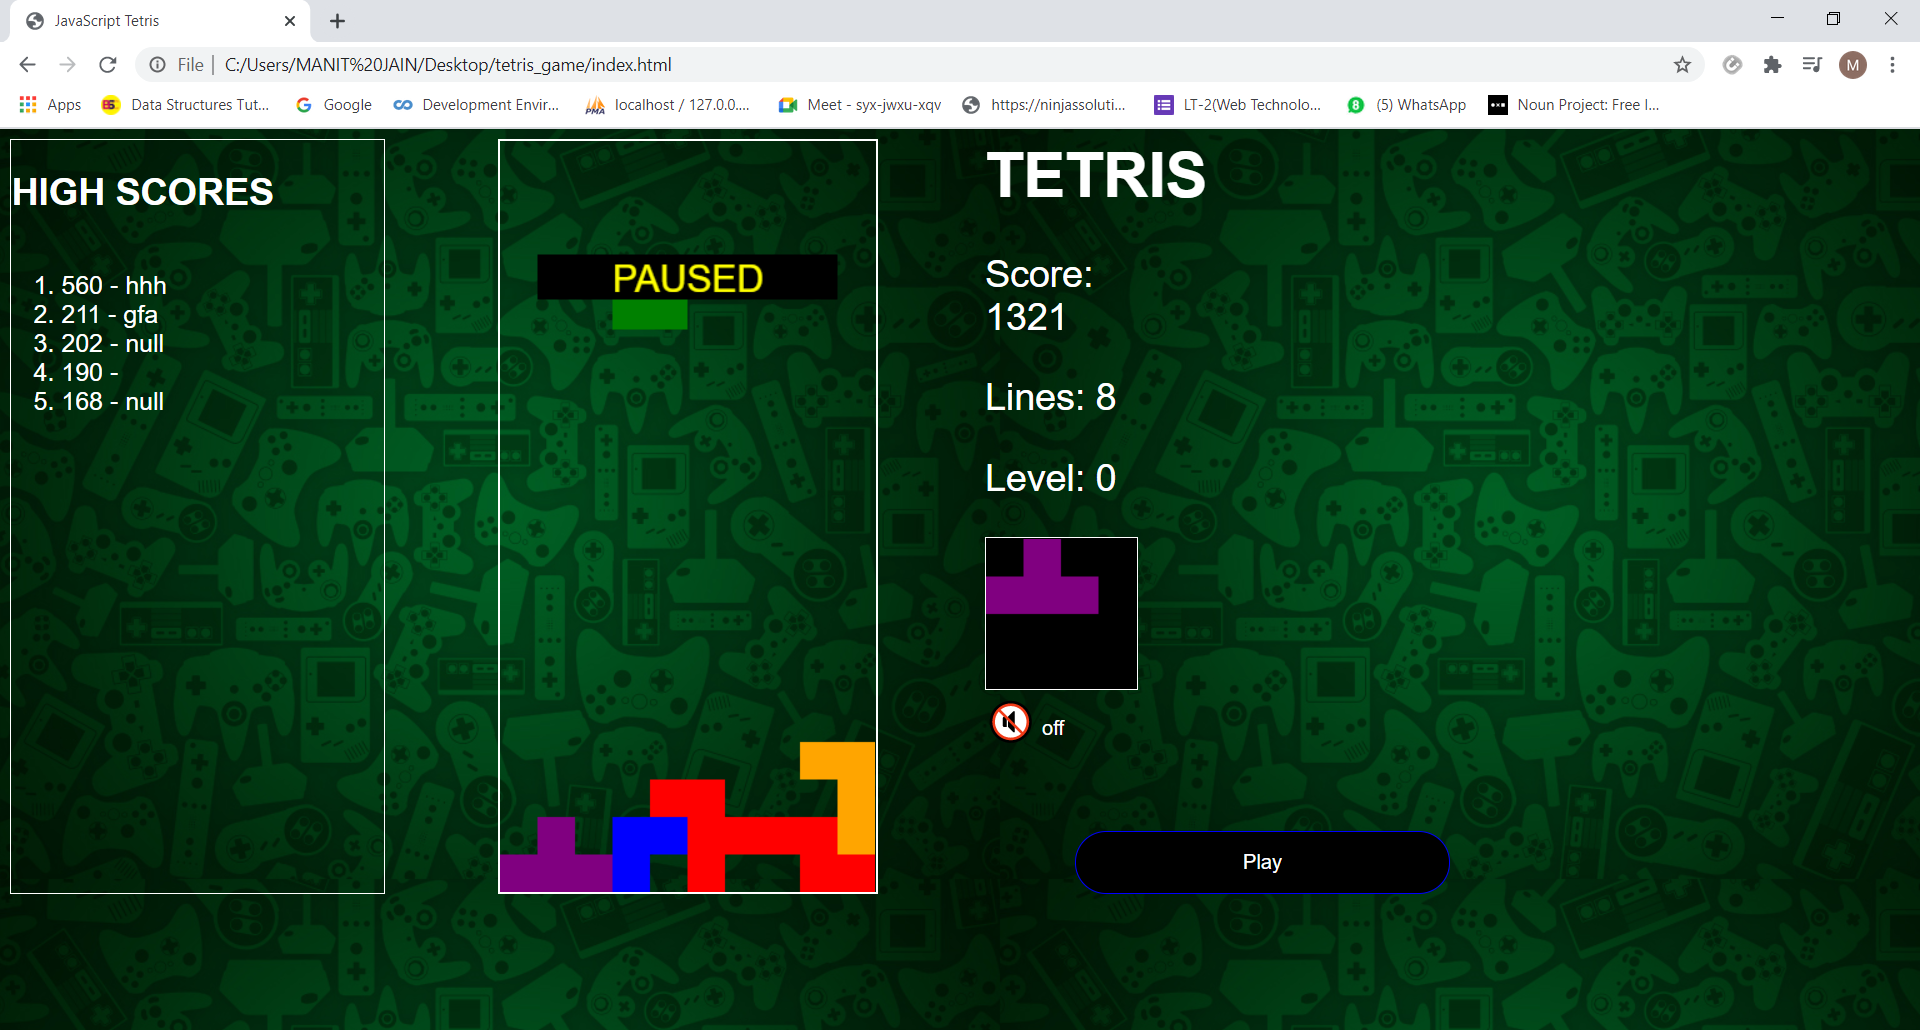 JavaScript Tetris
File | C:/Users/MANIT%20JAIN/Desktop/tetris_game/index.html
M
Apps
Data Structures Tut...
Google
Development Envir...
PMA
localhost / 127.0.0....
Meet - syx-jwxu-xqv
https://ninjassoluti...
LT-2(Web Technolo...
8
(5) WhatsApp
Noun Project: Free I...
HIGH SCORES
1. 560 - hhh
2. 211 - gfa
3. 202 - null
4. 190 -
5. 168 - null
PAUSED
TETRIS
Score:
1321
Lines: 8
Level: 0
off
Play